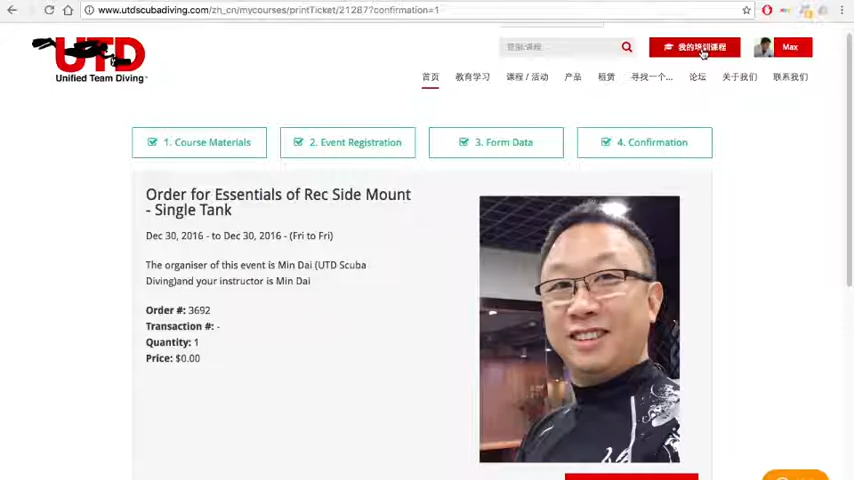 www.utdscubadiving.com/zh_cn/mycourses/printTicket/21287?confirmation=1
UTD
Unified Team Diving
我的培训课程
Max
首页 教育学习 课程 / 活动 产品 租赁 寻找一个... 论坛 关于我们 联系我们
1. Course Materials
2. Event Registration
3. Form Data
4. Confirmation
Order for Essentials of Rec Side Mount
- Single Tank
Dec 30, 2016 - to Dec 30, 2016 - (Fri to Fri)
The organiser of this event is Min Dai (UTD Scuba
Diving)and your instructor is Min Dai
Order #: 3692
Transaction #: -
Quantity: 1
Price: $0.00